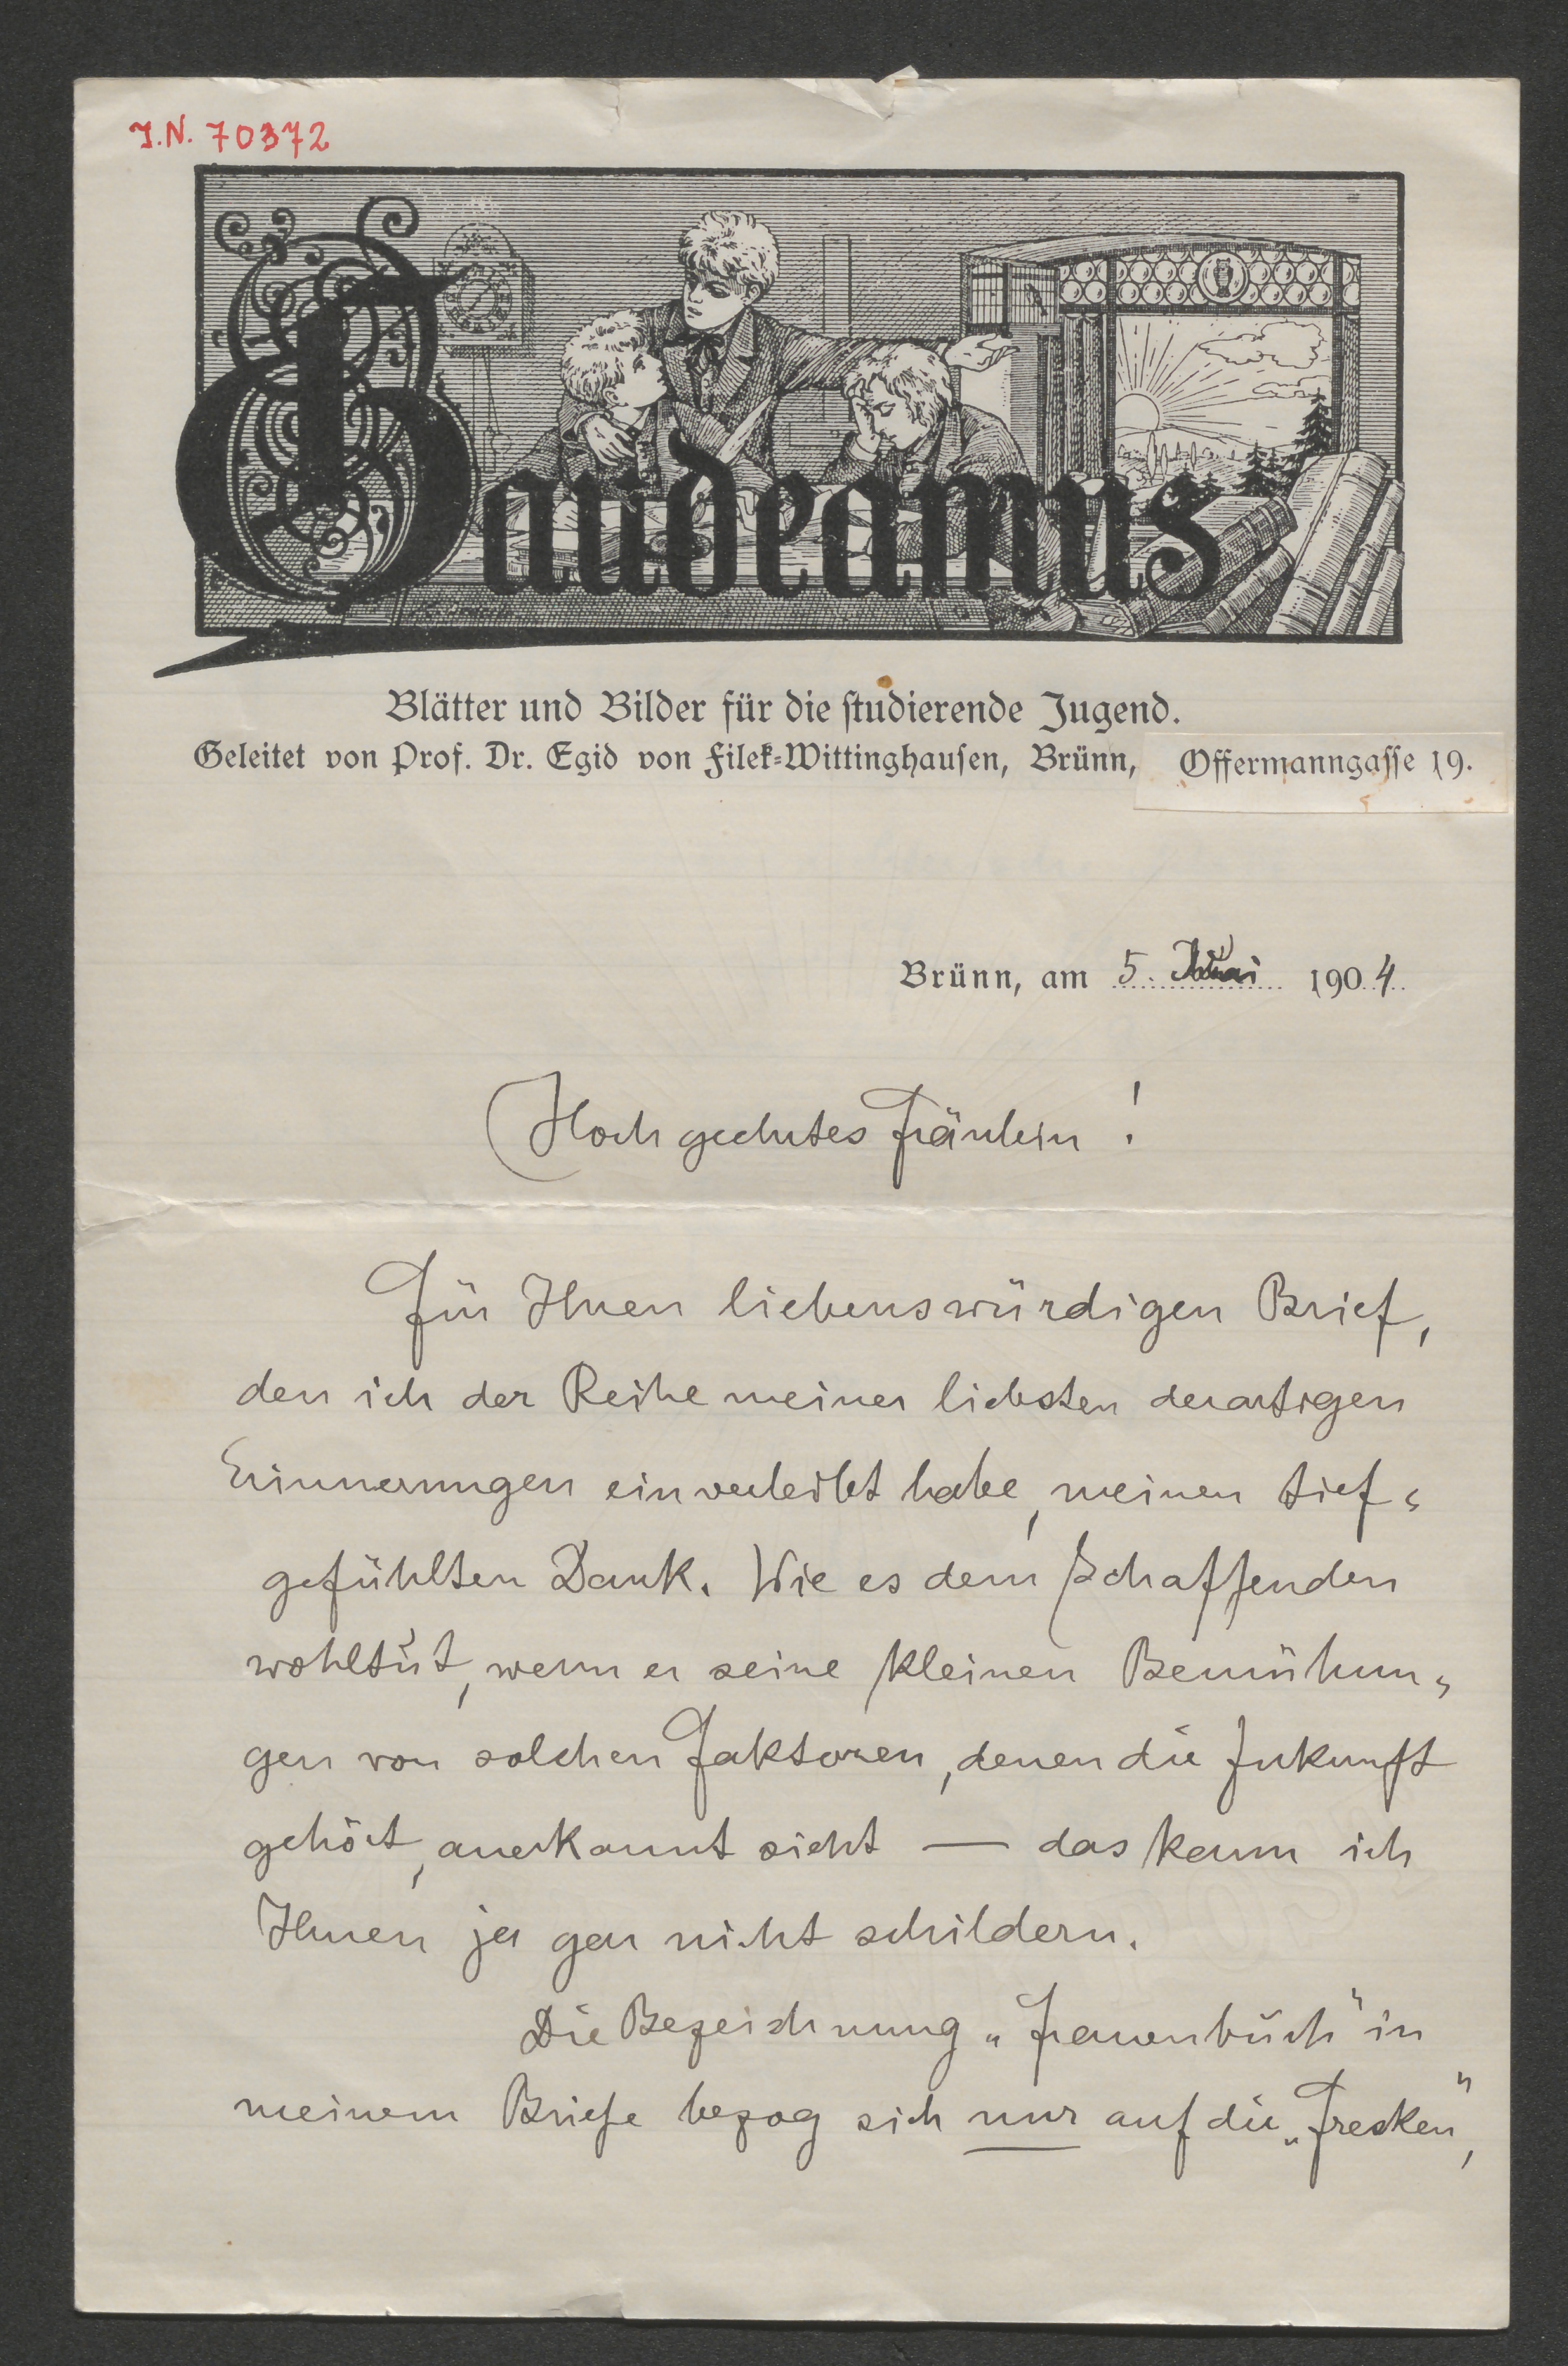 I.N. 70372
Gaudeamus
Blätter und Bilder für die studierende Jugend.
Geleitet von Prof. Dr. Egid von Filek-Wittinghausen, Brünn, Offermanngasse 19.
Brünn, am 5. 1904
Hochgeehrtes Fräulein!
Für Ihren liebenswürdigen Brief,
den ich der Reihe meiner liebsten derartigen
Erinnerungen einverleibt habe, meinen tief-
gefühlten Dank. Wie es dem Schaffenden
wohltut, wenn er seine kleinen Bemühun-
gen von solchen Faktoren, denen die Zukunft
gehört, anerkannt sieht — das kann ich
Ihnen ja gar nicht schildern.
Die Bezeichnung „Frauenbuch" in
meinem Briefe bezog sich nur auf die „Fresken",